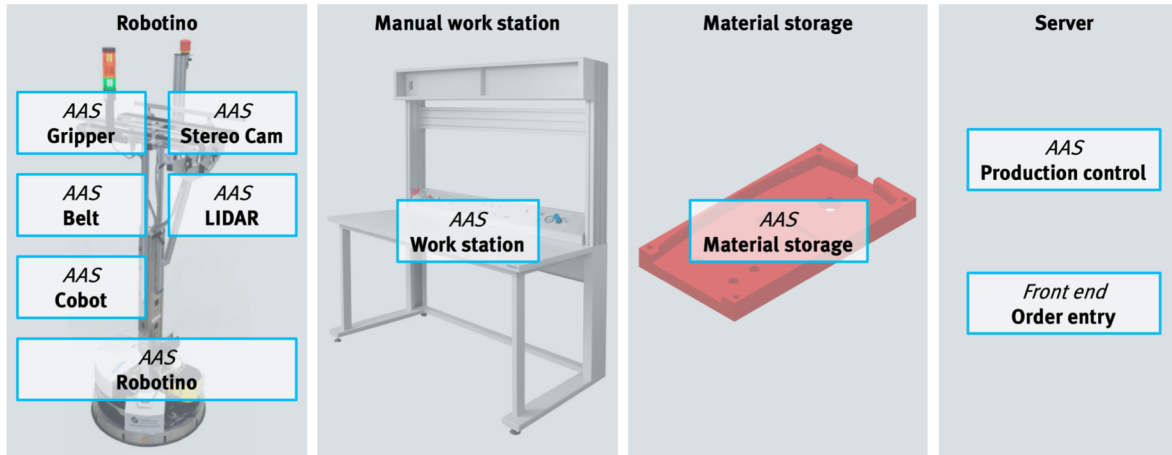 Robotino
AAS
Gripper
AAS
Stereo Cam
AAS
Belt
AAS
LIDAR
AAS
Cobot
AAS
Robotino
Manual work station
AAS
Work station
Material storage
AAS
Material storage
Server
AAS
Production control
Front end
Order entry